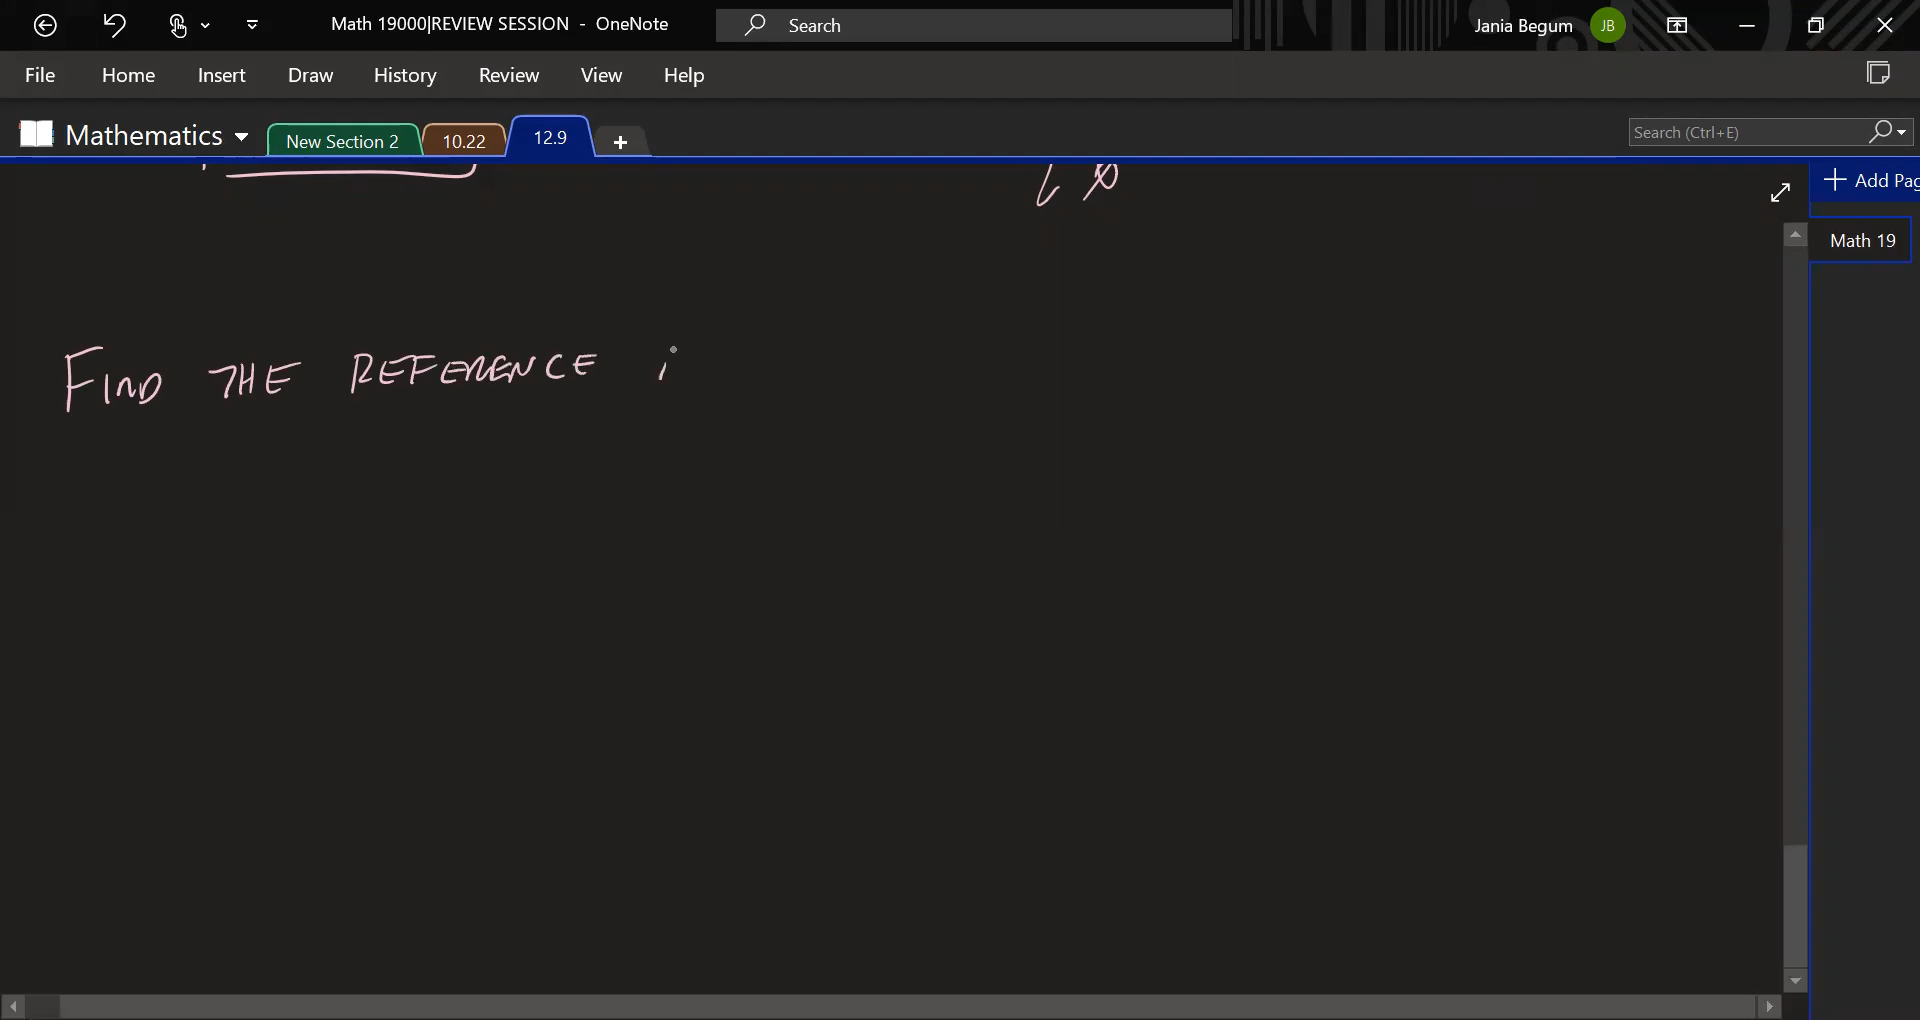 Math 19000|REVIEW SESSION - OneNote
Search
Jania Begum
JB
File Home Insert Draw History Review View Help
Mathematics
New Section 2
10.22
12.9
Search (Ctrl+E)
Add Pag
Math 19
FIND THE REFERENCE